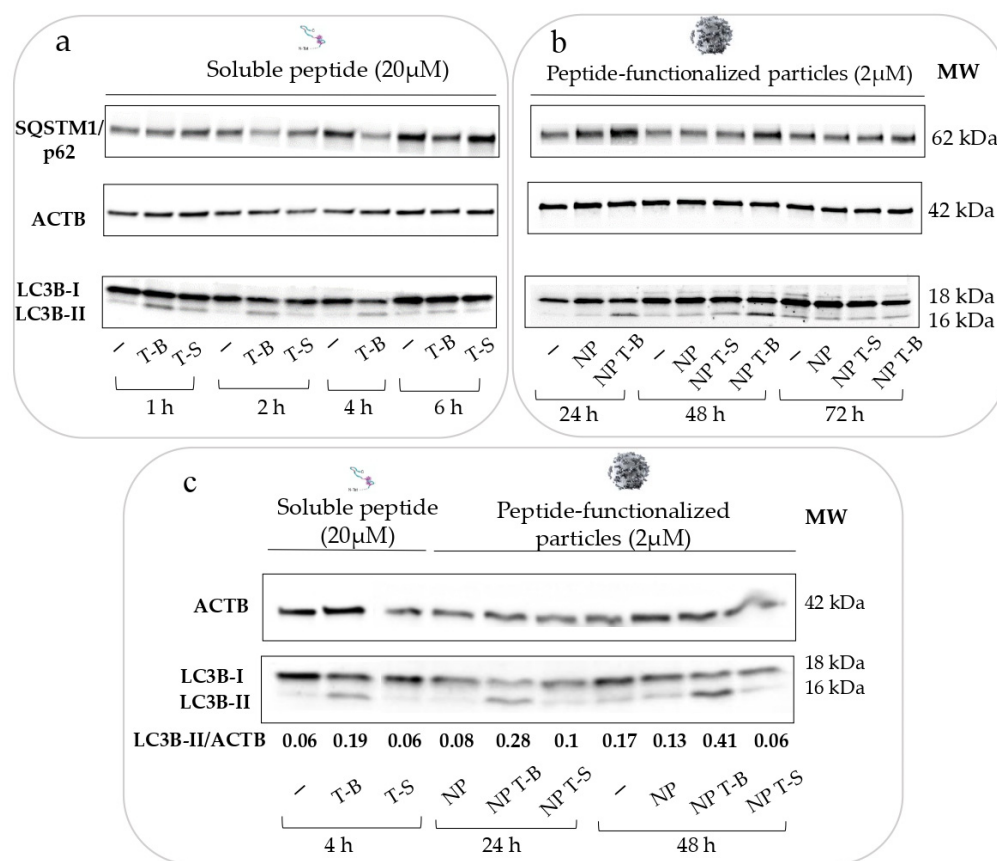 a
Soluble peptide (20µM)
SQSTM1/
p62
ACTB
LC3B-I
LC3B-II
– T-B T-S – T-B T-S – T-B – T-B T-S
1 h 2 h 4 h 6 h
b
Peptide-functionalized particles (2µM) MW
62 kDa
42 kDa
18 kDa
16 kDa
– NP NP T-B – NP NP T-S NP T-B – NP NP T-S NP T-B
24 h 48 h 72 h
c
Soluble peptide
(20µM)
Peptide-functionalized
particles (2µM)
MW
ACTB 42 kDa
LC3B-I 18 kDa
LC3B-II 16 kDa
LC3B-II/ACTB 0.06 0.19 0.06 0.08 0.28 0.1 0.17 0.13 0.41 0.06
– T-B T-S NP NP T-B NP T-S – NP NP T-B NP T-S
4 h 24 h 48 h